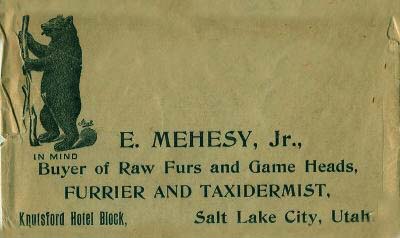 IN MIND
E. MEHESY, Jr.,
Buyer of Raw Furs and Game Heads,
FURRIER AND TAXIDERMIST,
Knutsford Hotel Block, Salt Lake City, Utah